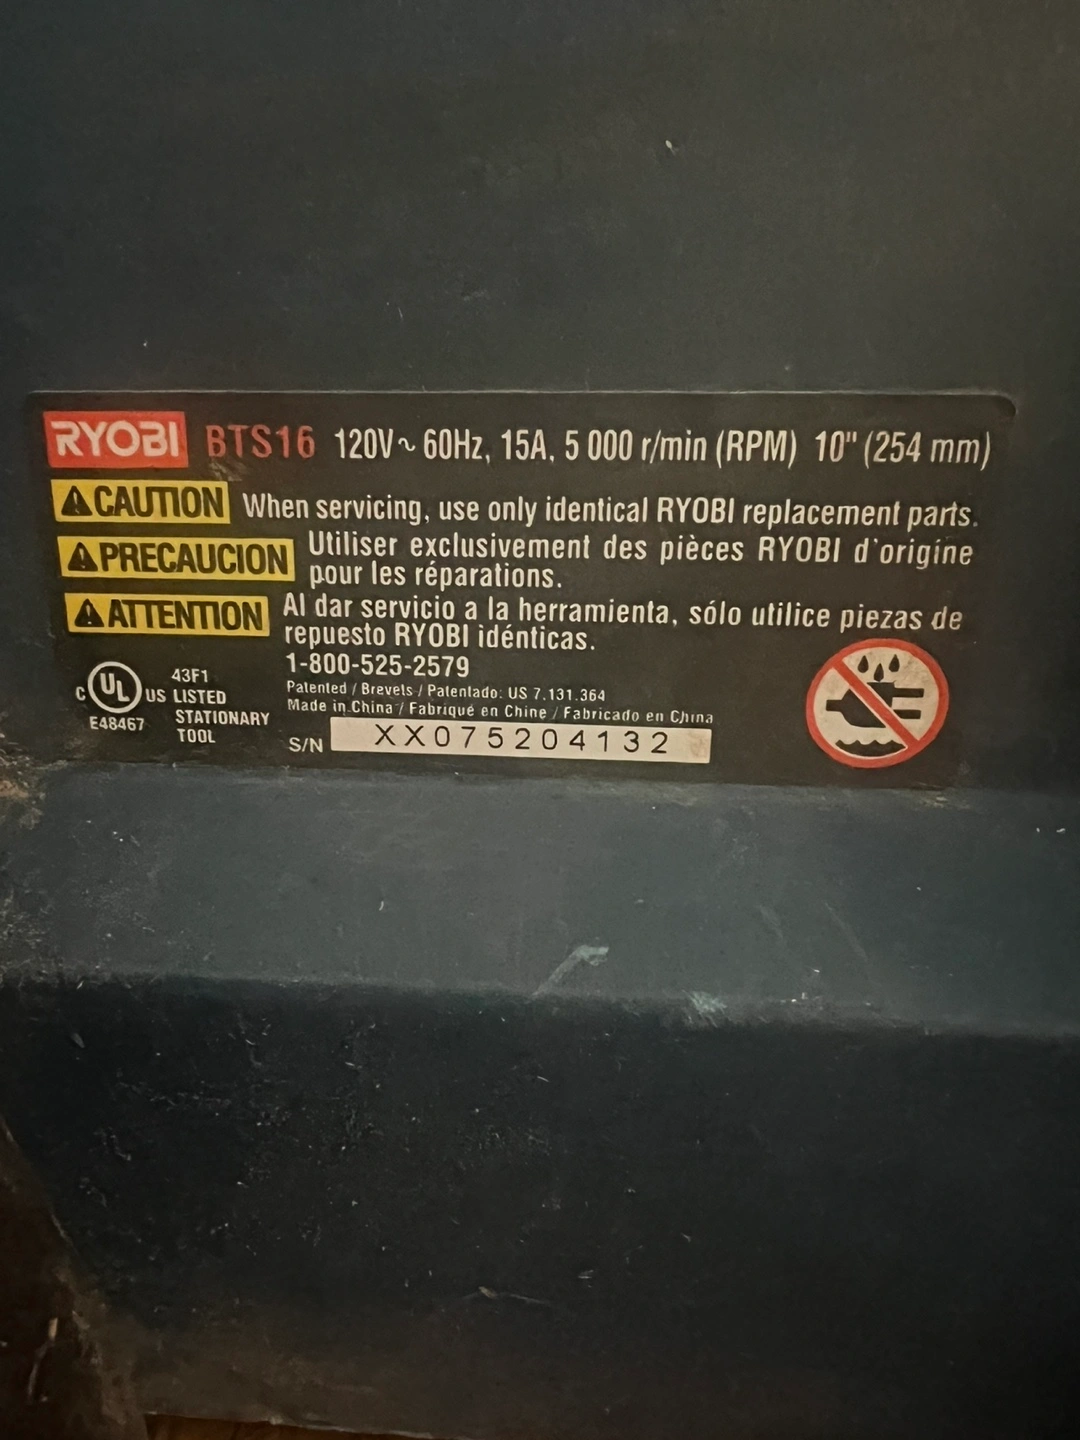 RYOBI BTS16 120V~ 60Hz, 15A, 5 000 r/min (RPM) 10" (254 mm)
CAUTION When servicing, use only identical RYOBI replacement parts.
PRECAUCION Utiliser exclusivement des pièces RYOBI d'origine
pour les réparations.
ATTENTION Al dar servicio a la herramienta, sólo utilice piezas de
repuesto RYOBI idénticas.
1-800-525-2579
Patented / Brevets / Patentado: US 7,131,364
Made in China / Fabriqué en Chine / Fabricado en China
S/N XX075204132
C UL US
E48467
43F1
LISTED
STATIONARY
TOOL